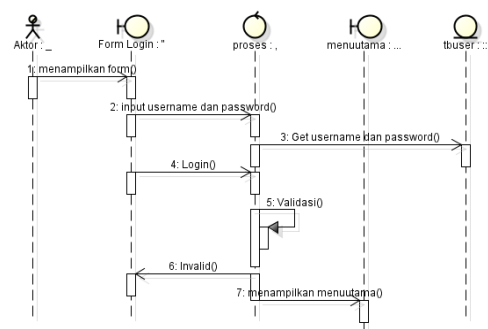 Aktor : _
Form Login : "
proses : ,
menuutama : ...
tbuser : ::
1: menampilkan form()
2: input username dan password()
3: Get username dan password()
4: Login()
5: Validasi()
6: Invalid()
7: menampilkan menuutama()